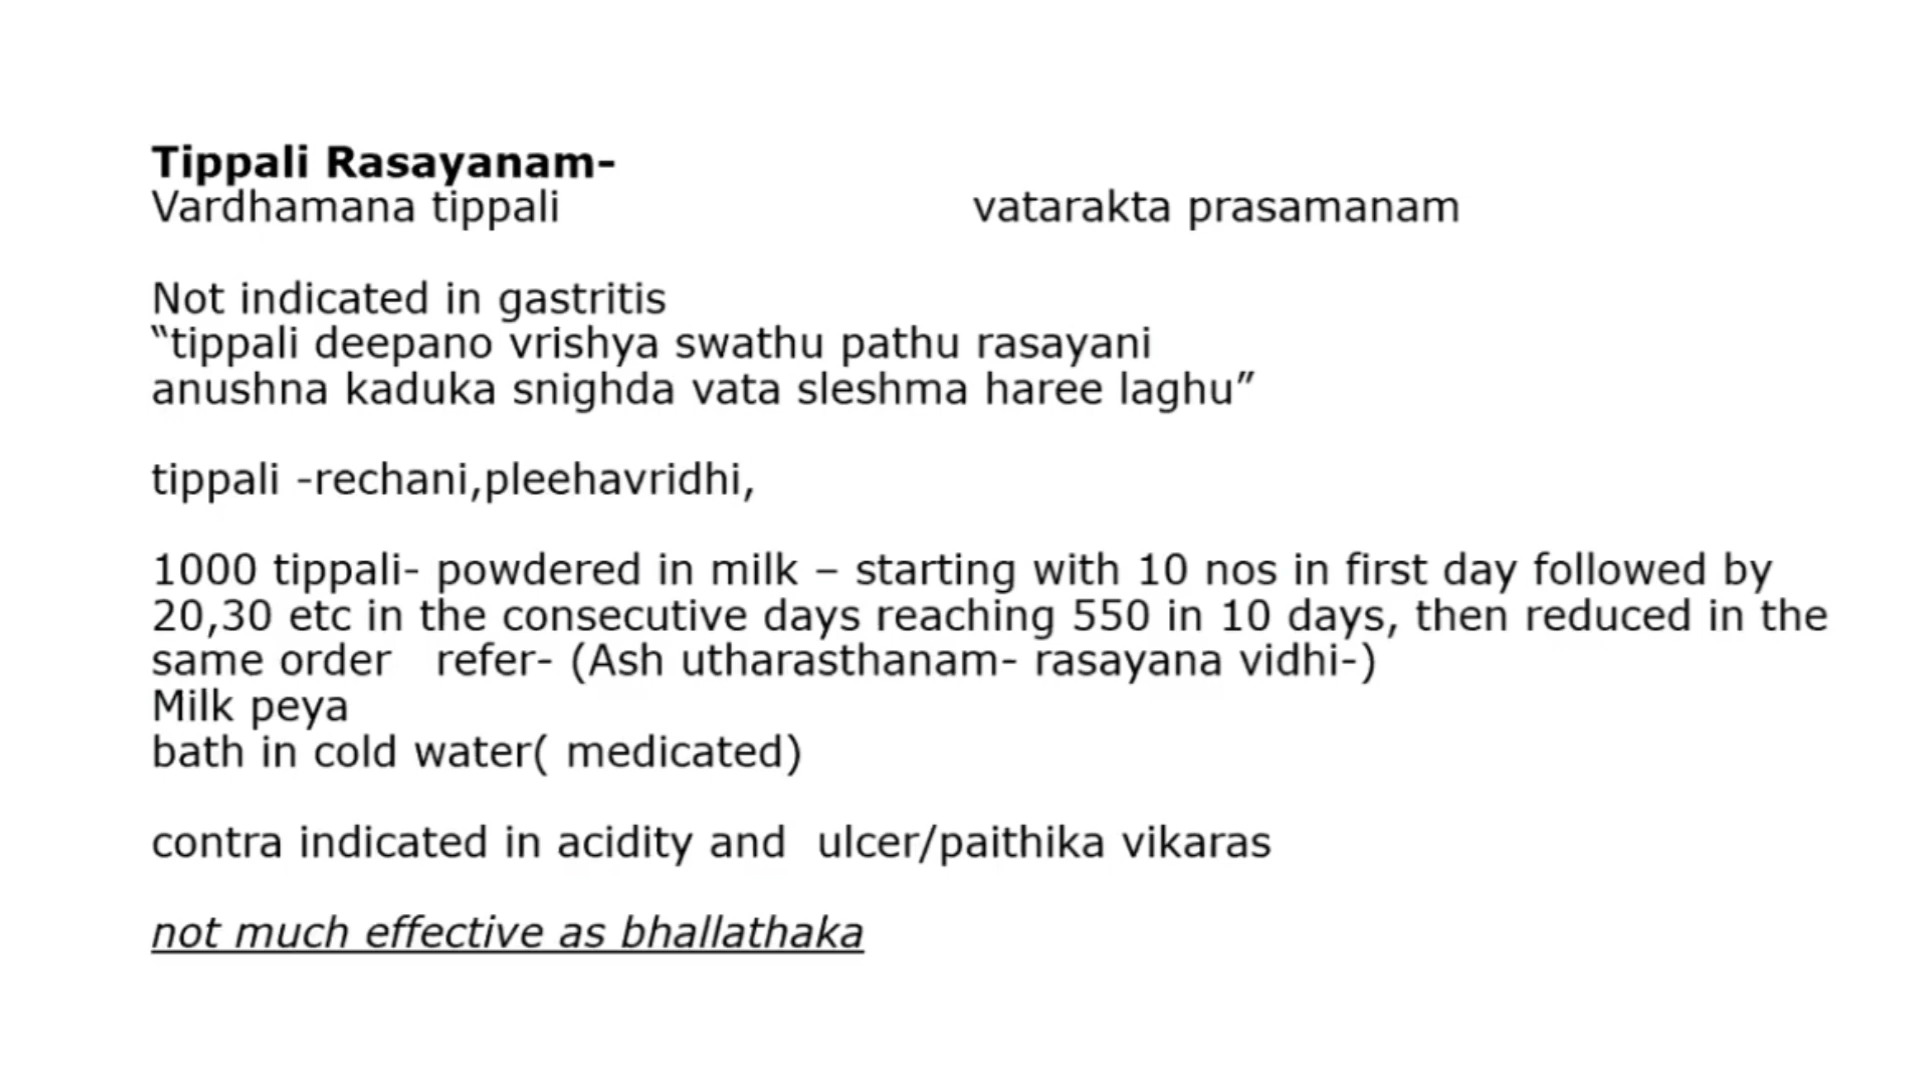 Tippali Rasayanam-
Vardhamana tippali vatarakta prasamanam
Not indicated in gastritis
“tippali deepano vrishya swathu pathu rasayani
anushna kaduka snighda vata sleshma haree laghu”
tippali -rechani,pleehavridhi,
1000 tippali- powdered in milk – starting with 10 nos in first day followed by
20,30 etc in the consecutive days reaching 550 in 10 days, then reduced in the
same order refer- (Ash utharasthanam- rasayana vidhi-)
Milk peya
bath in cold water( medicated)
contra indicated in acidity and ulcer/paithika vikaras
not much effective as bhallathaka